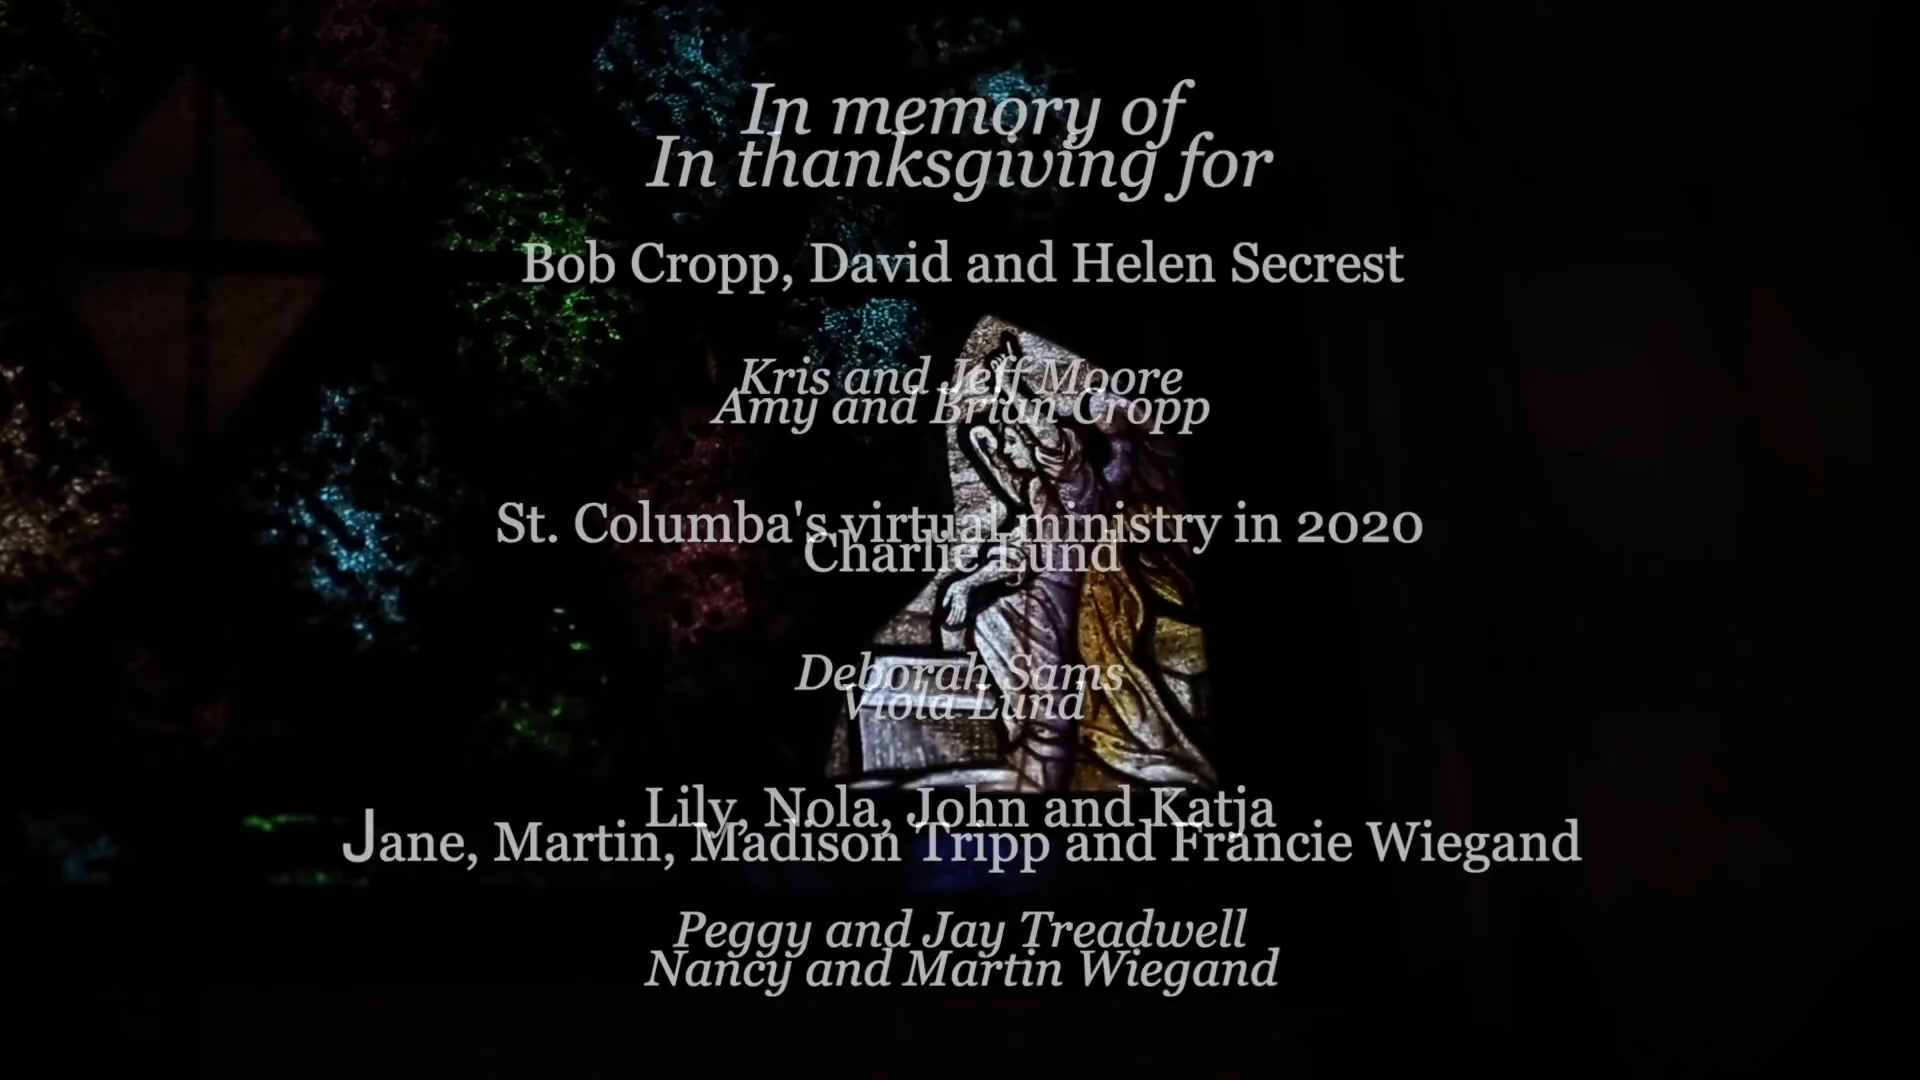 In memory of
In thanksgiving for
Bob Cropp, David and Helen Secrest
Kris and Jeff Moore
Amy and Brian Cropp
St. Columba's virtual ministry in 2020
Charlie Lund
Deborah Sams
Viola Lund
Lily, Nola, John and Katja
Jane, Martin, Madison Tripp and Francie Wiegand
Peggy and Jay Treadwell
Nancy and Martin Wiegand